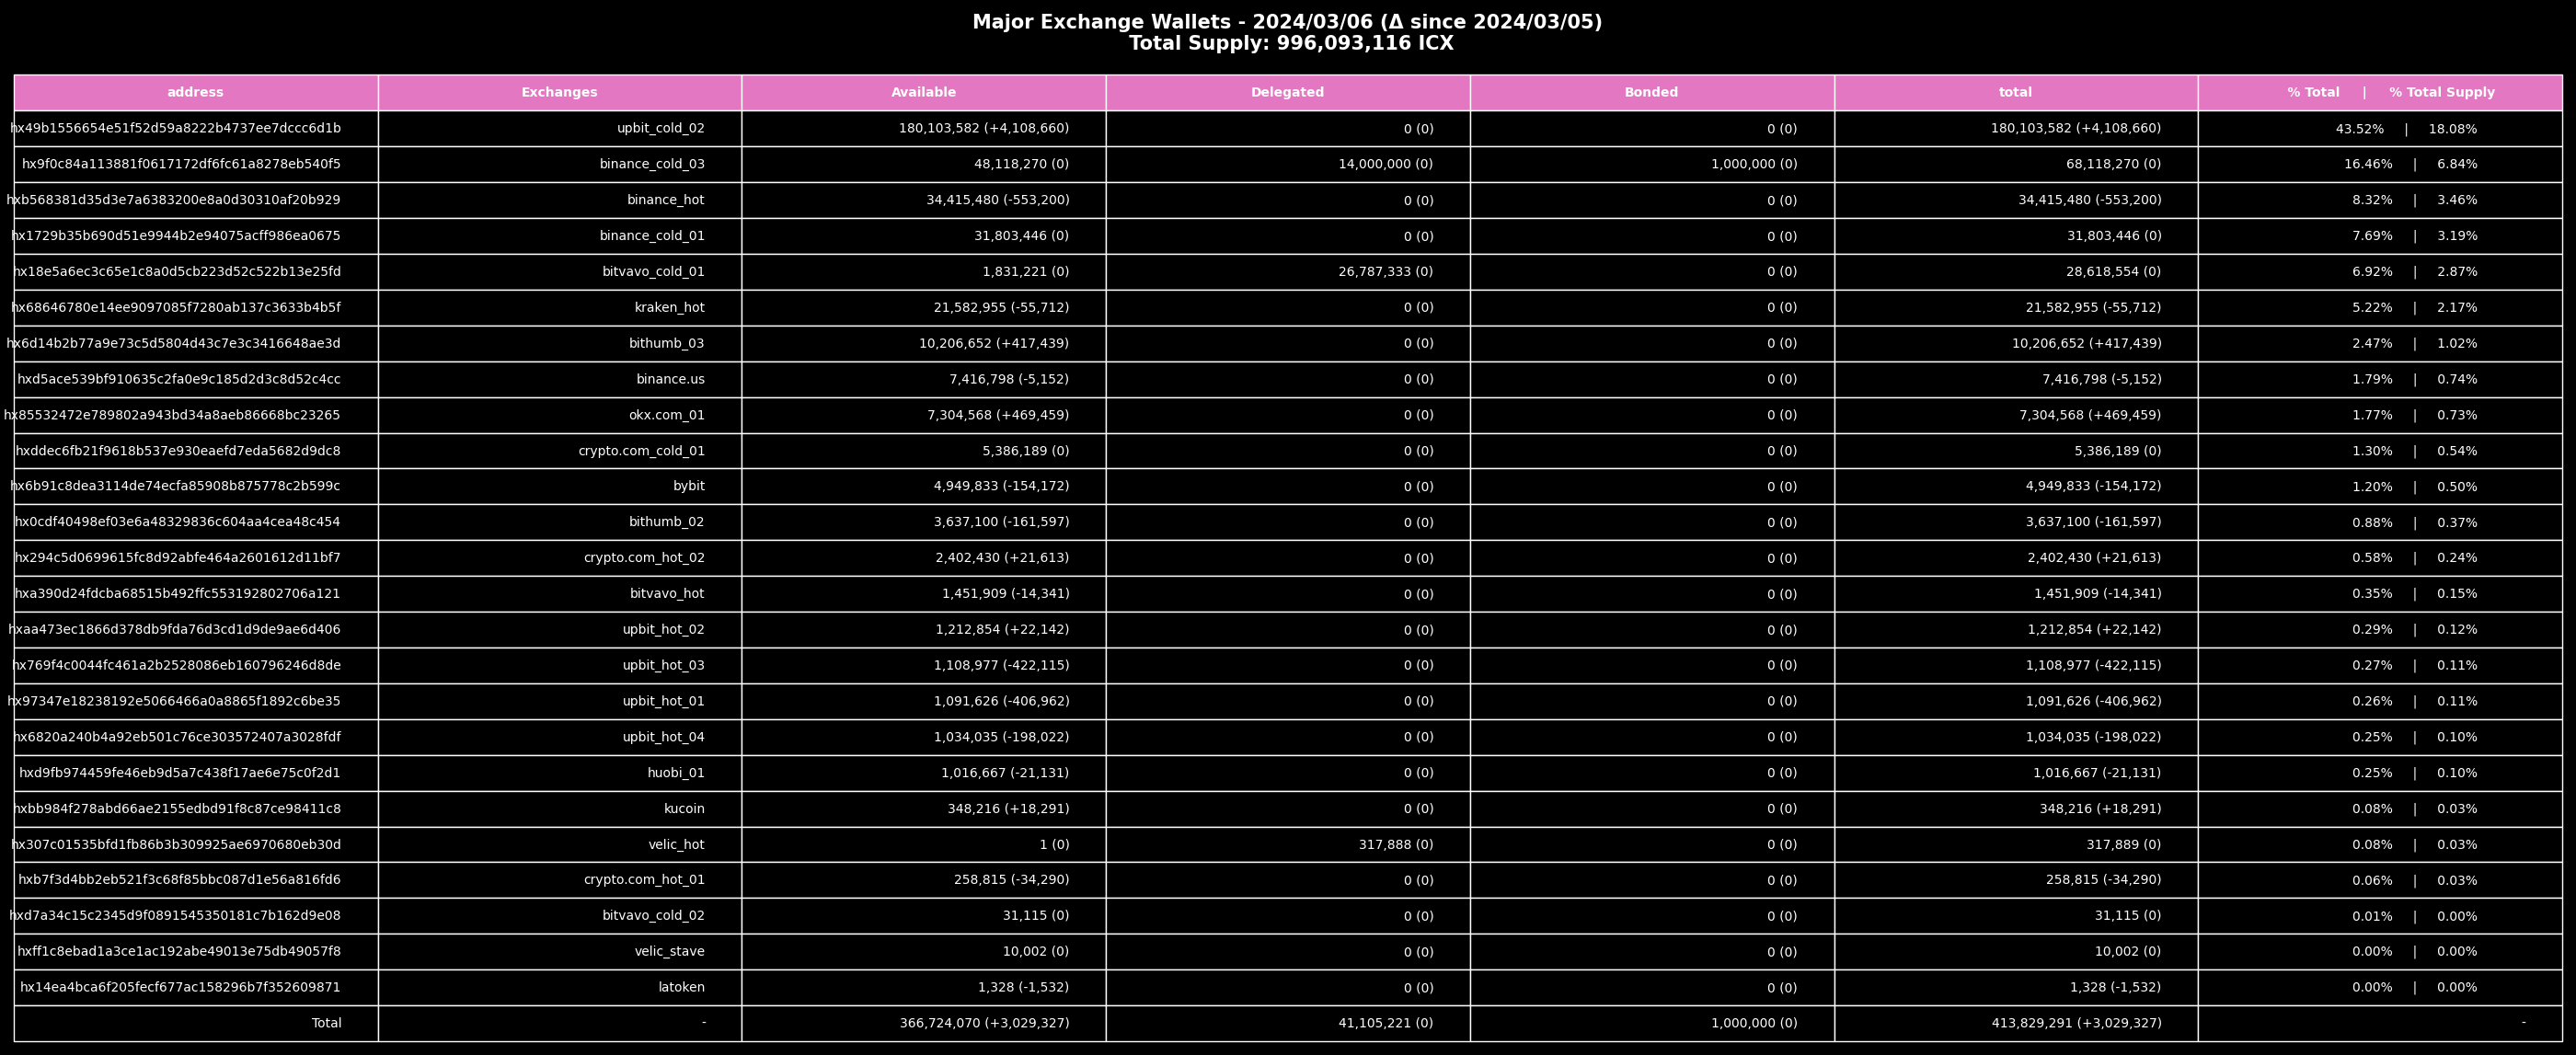 Major Exchange Wallets - 2024/03/06 (Δ since 2024/03/05)
Total Supply: 996,093,116 ICX
address Exchanges Available Delegated Bonded total % Total | % Total Supply
hx49b1556654e51f52d59a8222b4737ee7dccc6d1b upbit_cold_02 180,103,582 (+4,108,660) 0 (0) 0 (0) 180,103,582 (+4,108,660) 43.52% | 18.08%
hx9f0c84a113881f0617172df6fc61a8278eb540f5 binance_cold_03 48,118,270 (0) 14,000,000 (0) 1,000,000 (0) 68,118,270 (0) 16.46% | 6.84%
hxb568381d35d3e7a6383200e8a0d30310af20b929 binance_hot 34,415,480 (-553,200) 0 (0) 0 (0) 34,415,480 (-553,200) 8.32% | 3.46%
hx1729b35b690d51e9944b2e94075acff986ea0675 binance_cold_01 31,803,446 (0) 0 (0) 0 (0) 31,803,446 (0) 7.69% | 3.19%
hx18e5a6ec3c65e1c8a0d5cb223d52c522b13e25fd bitvavo_cold_01 1,831,221 (0) 26,787,333 (0) 0 (0) 28,618,554 (0) 6.92% | 2.87%
hx68646780e14ee9097085f7280ab137c3633b4b5f kraken_hot 21,582,955 (-55,712) 0 (0) 0 (0) 21,582,955 (-55,712) 5.22% | 2.17%
hx6d14b2b77a9e73c5d5804d43c7e3c3416648ae3d bithumb_03 10,206,652 (+417,439) 0 (0) 0 (0) 10,206,652 (+417,439) 2.47% | 1.02%
hxd5ace539bf910635c2fa0e9c185d2d3c8d52c4cc binance.us 7,416,798 (-5,152) 0 (0) 0 (0) 7,416,798 (-5,152) 1.79% | 0.74%
hx85532472e789802a943bd34a8aeb86668bc23265 okx.com_01 7,304,568 (+469,459) 0 (0) 0 (0) 7,304,568 (+469,459) 1.77% | 0.73%
hxddec6fb21f9618b537e930eaefd7eda5682d9dc8 crypto.com_cold_01 5,386,189 (0) 0 (0) 0 (0) 5,386,189 (0) 1.30% | 0.54%
hx6b91c8dea3114de74ecfa85908b875778c2b599c bybit 4,949,833 (-154,172) 0 (0) 0 (0) 4,949,833 (-154,172) 1.20% | 0.50%
hx0cdf40498ef03e6a48329836c604aa4cea48c454 bithumb_02 3,637,100 (-161,597) 0 (0) 0 (0) 3,637,100 (-161,597) 0.88% | 0.37%
hx294c5d0699615fc8d92abfe464a2601612d11bf7 crypto.com_hot_02 2,402,430 (+21,613) 0 (0) 0 (0) 2,402,430 (+21,613) 0.58% | 0.24%
hxa390d24fdcba68515b492ffc553192802706a121 bitvavo_hot 1,451,909 (-14,341) 0 (0) 0 (0) 1,451,909 (-14,341) 0.35% | 0.15%
hxaa473ec1866d378db9fda76d3cd1d9de9ae6d406 upbit_hot_02 1,212,854 (+22,142) 0 (0) 0 (0) 1,212,854 (+22,142) 0.29% | 0.12%
hx769f4c0044fc461a2b2528086eb160796246d8de upbit_hot_03 1,108,977 (-422,115) 0 (0) 0 (0) 1,108,977 (-422,115) 0.27% | 0.11%
hx97347e18238192e5066466a0a8865f1892c6be35 upbit_hot_01 1,091,626 (-406,962) 0 (0) 0 (0) 1,091,626 (-406,962) 0.26% | 0.11%
hx6820a240b4a92eb501c76ce303572407a3028fdf upbit_hot_04 1,034,035 (-198,022) 0 (0) 0 (0) 1,034,035 (-198,022) 0.25% | 0.10%
hxd9fb974459fe46eb9d5a7c438f17ae6e75c0f2d1 huobi_01 1,016,667 (-21,131) 0 (0) 0 (0) 1,016,667 (-21,131) 0.25% | 0.10%
hxbb984f278abd66ae2155edbd91f8c87ce98411c8 kucoin 348,216 (+18,291) 0 (0) 0 (0) 348,216 (+18,291) 0.08% | 0.03%
hx307c01535bfd1fb86b3b309925ae6970680eb30d velic_hot 1 (0) 317,888 (0) 0 (0) 317,889 (0) 0.08% | 0.03%
hxb7f3d4bb2eb521f3c68f85bbc087d1e56a816fd6 crypto.com_hot_01 258,815 (-34,290) 0 (0) 0 (0) 258,815 (-34,290) 0.06% | 0.03%
hxd7a34c15c2345d9f0891545350181c7b162d9e08 bitvavo_cold_02 31,115 (0) 0 (0) 0 (0) 31,115 (0) 0.01% | 0.00%
hxff1c8ebad1a3ce1ac192abe49013e75db49057f8 velic_stave 10,002 (0) 0 (0) 0 (0) 10,002 (0) 0.00% | 0.00%
hx14ea4bca6f205fecf677ac158296b7f352609871 latoken 1,328 (-1,532) 0 (0) 0 (0) 1,328 (-1,532) 0.00% | 0.00%
Total - 366,724,070 (+3,029,327) 41,105,221 (0) 1,000,000 (0) 413,829,291 (+3,029,327) -